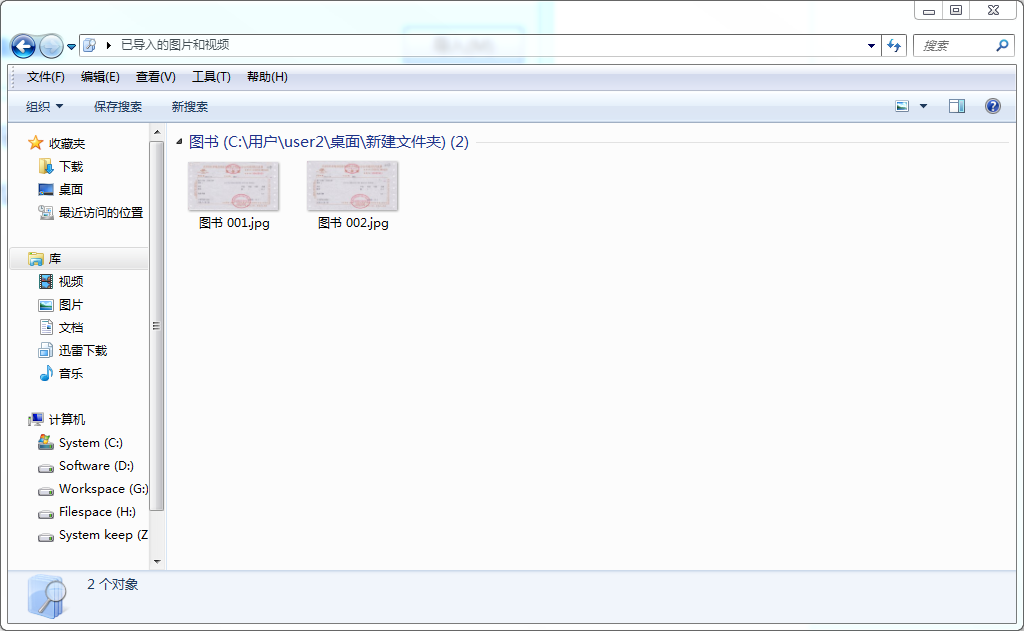 已导入的图片和视频
搜索
文件(F) 编辑(E) 查看(V) 工具(T) 帮助(H)
组织 保存搜索 新搜索
收藏夹
下载
桌面
最近访问的位置
库
视频
图片
文档
迅雷下载
音乐
计算机
System (C:)
Software (D:)
Workspace (G:)
Filespace (H:)
System keep (Z
图书 (C:\用户\user2\桌面\新建文件夹) (2)
图书 001.jpg 图书 002.jpg
2 个对象